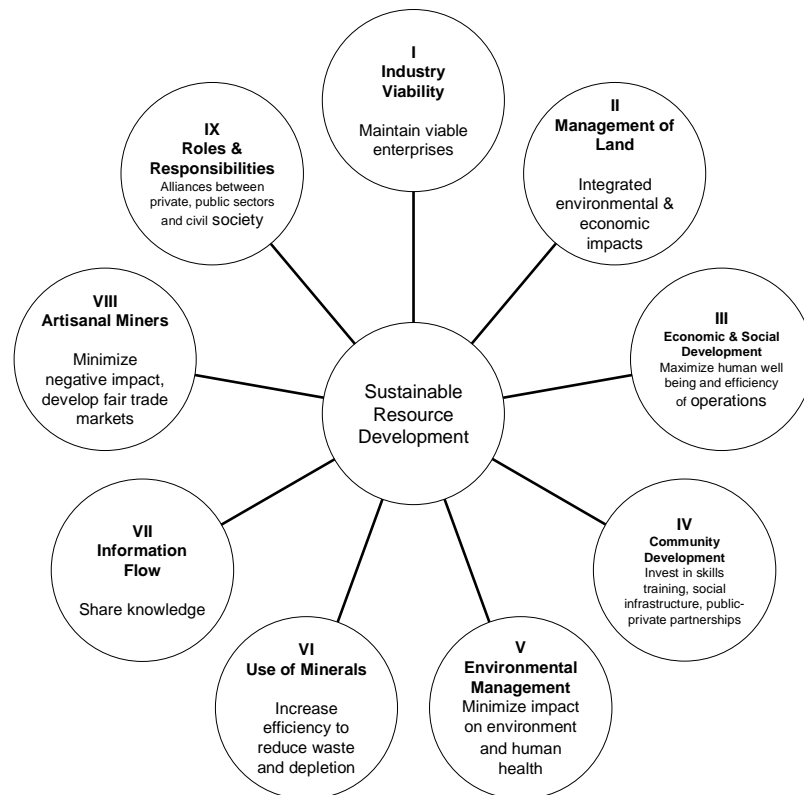 I
Industry
Viability
Maintain viable
enterprises
II
Management of
Land
Integrated
environmental &
economic
impacts
III
Economic & Social
Development
Maximize human well
being and efficiency
of operations
IV
Community
Development
Invest in skills
training, social
infrastructure, public-
private partnerships
V
Environmental
Management
Minimize impact
on environment
and human
health
VI
Use of Minerals
Increase
efficiency to
reduce waste
and depletion
VII
Information
Flow
Share knowledge
VIII
Artisanal Miners
Minimize
negative impact,
develop fair trade
markets
IX
Roles &
Responsibilities
Alliances between
private, public sectors
and civil society
Sustainable
Resource
Development